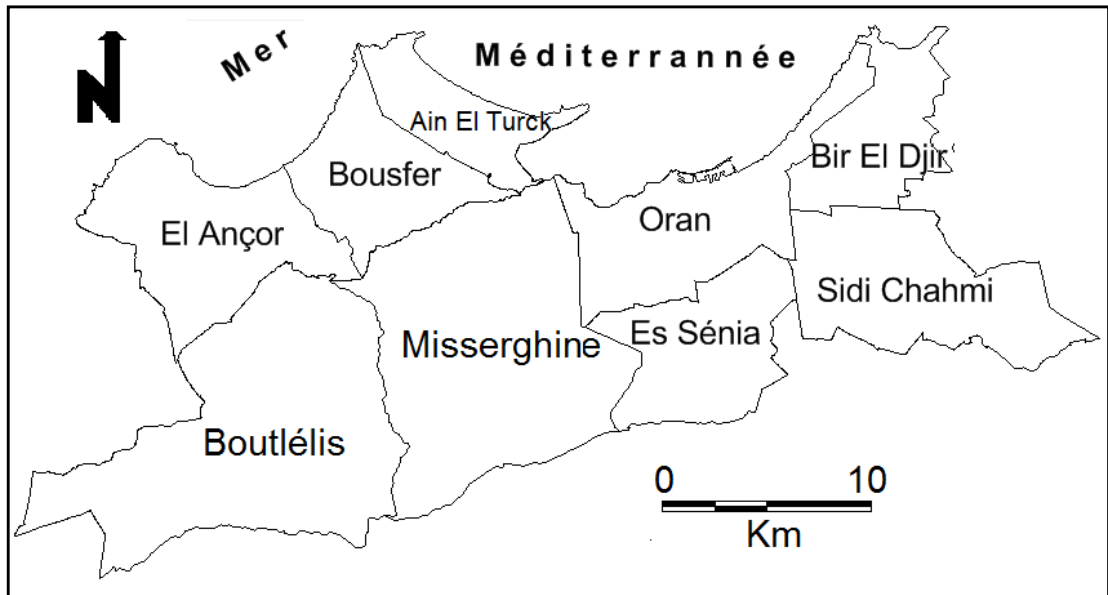 Mer Méditerrannée
N
Ain El Turck
Bousfer
Bir El Djir
El Ançor
Oran
Sidi Chahmi
Es Sénia
Misserghine
Boutlélis
0 10
Km